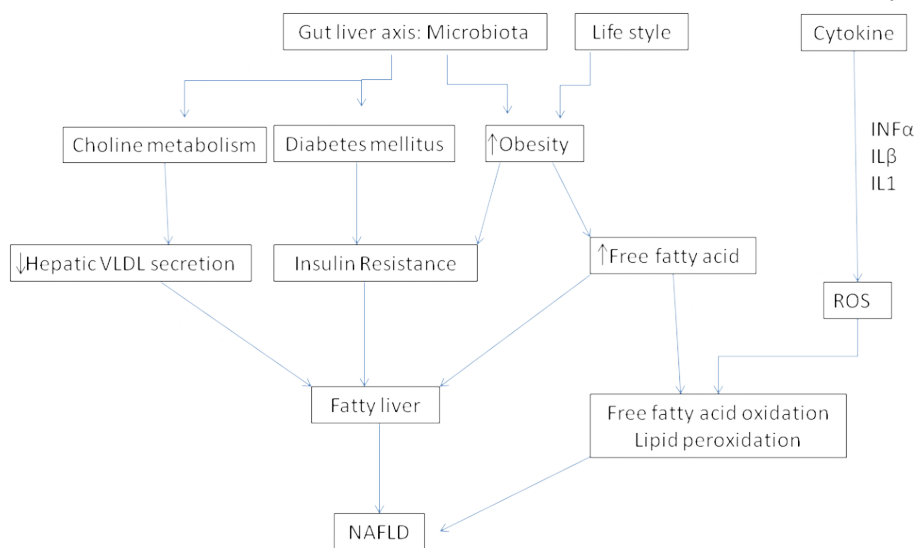 Gut liver axis: Microbiota
Life style
Cytokine
INFα
ILβ
IL1
Choline metabolism
Diabetes mellitus
↑Obesity
↓Hepatic VLDL secretion
Insulin Resistance
↑Free fatty acid
ROS
Fatty liver
Free fatty acid oxidation
Lipid peroxidation
NAFLD